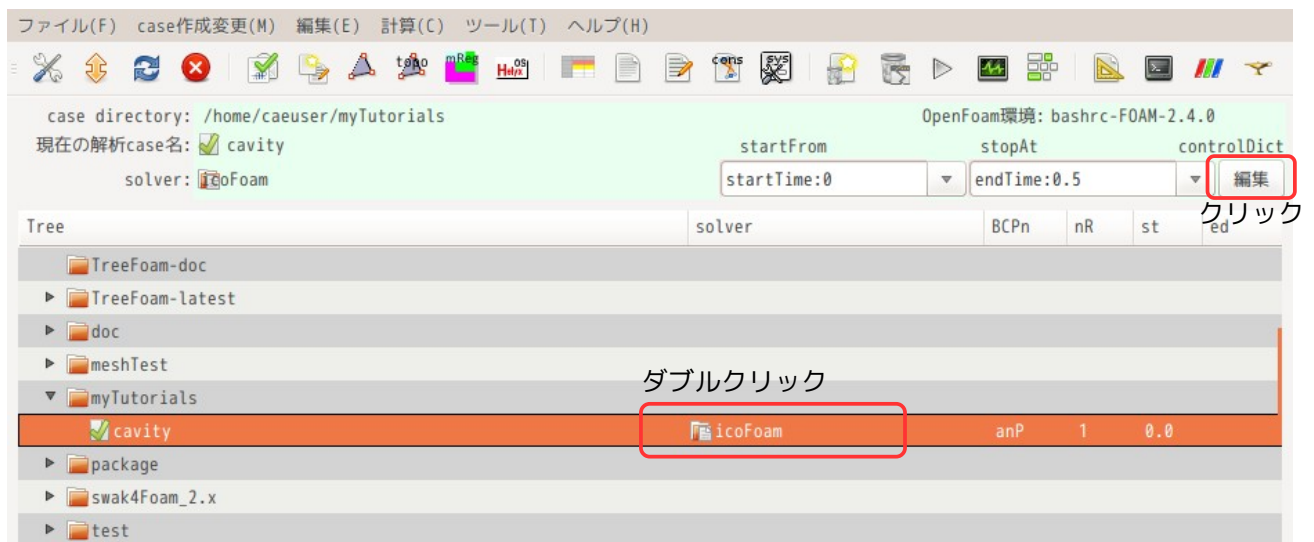 ファイル(F) case作成変更(M) 編集(E) 計算(C) ツール(T) ヘルプ(H)
topo mReg Helyx OS cons sys
case directory: /home/caeuser/myTutorials OpenFoam環境: bashrc-FOAM-2.4.0
現在の解析case名: cavity startFrom stopAt controlDict
solver: icoFoam startTime:0 endTime:0.5 編集
クリック
Tree solver BCPn nR st ed
TreeFoam-doc
TreeFoam-latest
doc
meshTest
ダブルクリック
myTutorials
cavity icoFoam anP 1 0.0
package
swak4Foam_2.x
test